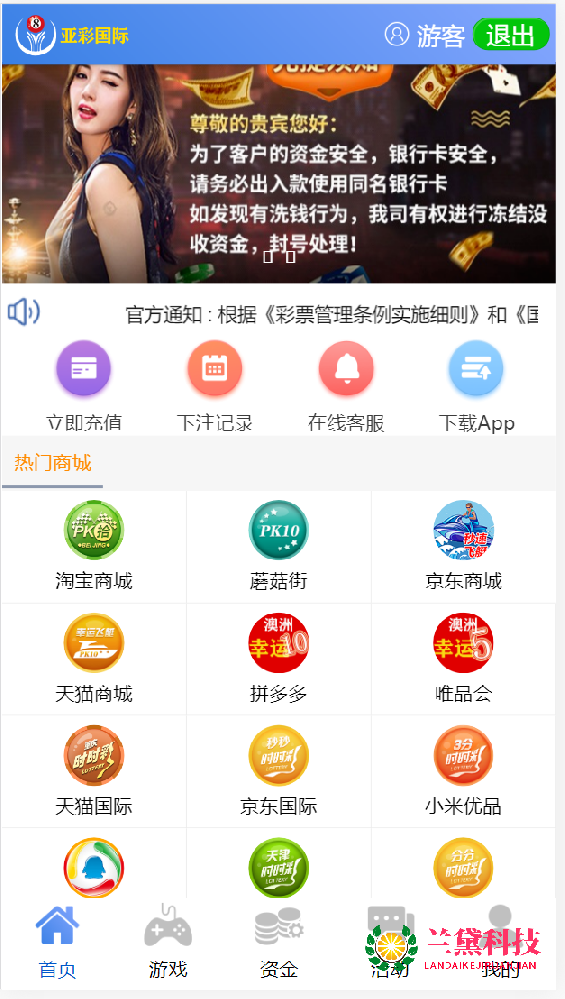 8
亚彩国际
游客
退出
尊敬的贵宾您好：
为了客户的资金安全，银行卡安全，
请务必出入款使用同名银行卡
如发现有洗钱行为，我司有权进行冻结没
收资金，封号处理！
官方通知 : 根据《彩票管理条例实施细则》和《国
立即充值
下注记录
在线客服
下载App
热门商城
PK拾
BEIJING
PK10
秒速
飞艇
淘宝商城
蘑菇街
京东商城
幸运飞艇
PK10
澳洲
幸运10
澳洲
幸运5
天猫商城
拼多多
唯品会
重庆
时时彩
LOTTERY
秒秒
时时彩
LOTTERY
3分
时时彩
LOTTERY
天猫国际
京东国际
小米优品
天津
时时彩
LOTTERY
分分
时时彩
LOTTERY
兰黛科技
LANDAIKEJI
首页
游戏
资金
活动
我的